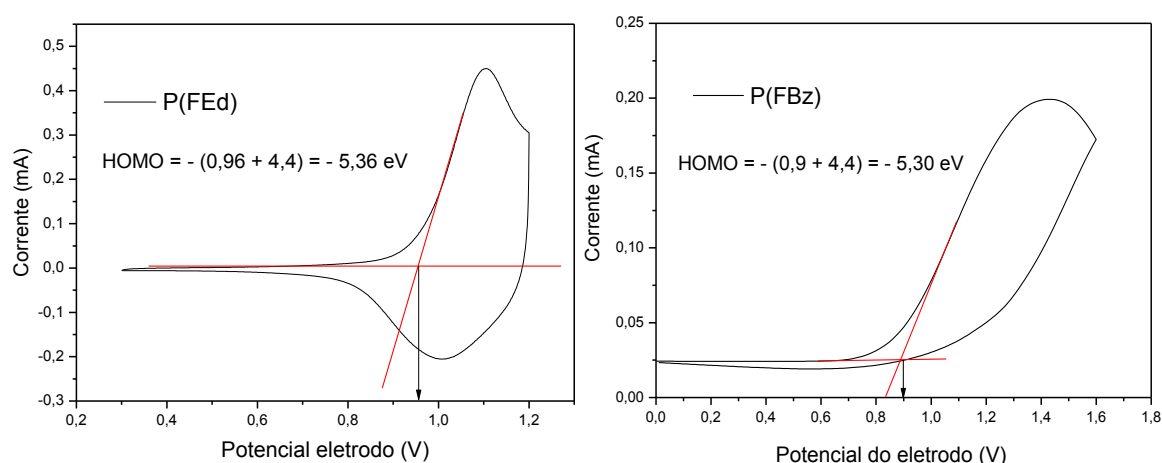 P(FEd)
HOMO = - (0,96 + 4,4) = - 5,36 eV
Corrente (mA)
0,5
0,4
0,3
0,2
0,1
0,0
-0,1
-0,2
-0,3
0,2 0,4 0,6 0,8 1,0 1,2
Potencial eletrodo (V)
P(FBz)
HOMO = - (0,9 + 4,4) = - 5,30 eV
Corrente (mA)
0,25
0,20
0,15
0,10
0,05
0,00
0,0 0,2 0,4 0,6 0,8 1,0 1,2 1,4 1,6 1,8
Potencial do eletrodo (V)